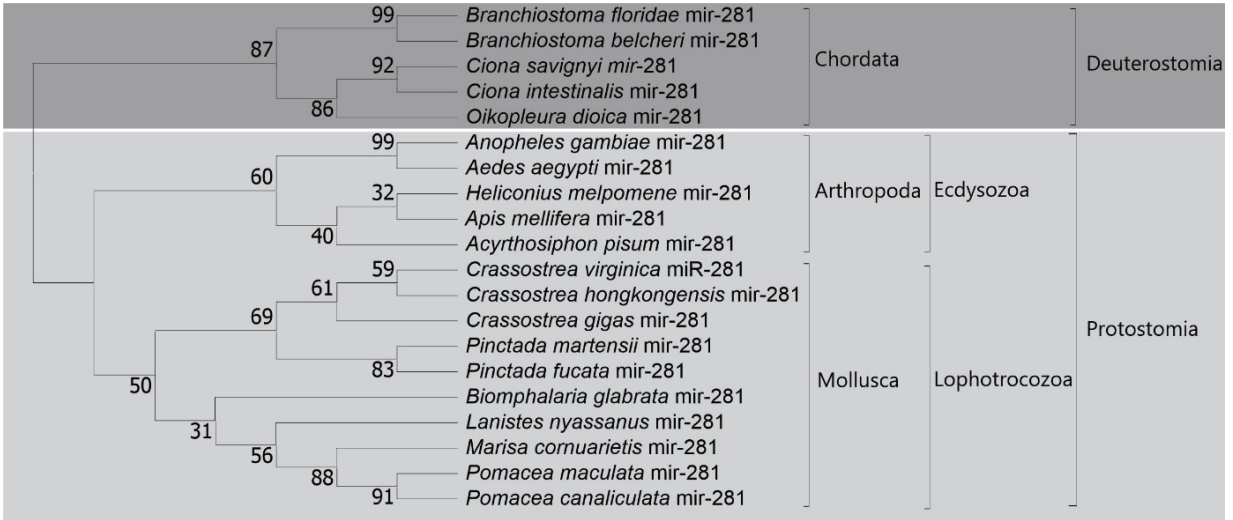 99
Branchiostoma floridae mir-281
Branchiostoma belcheri mir-281
87
Chordata
Deuterostomia
92
Ciona savignyi mir-281
Ciona intestinalis mir-281
86
Oikopleura dioica mir-281
99
Anopheles gambiae mir-281
Aedes aegypti mir-281
60
Arthropoda
Ecdysozoa
32
Heliconius melpomene mir-281
Apis mellifera mir-281
40
Acyrthosiphon pisum mir-281
59
Crassostrea virginica miR-281
61
Crassostrea hongkongensis mir-281
69
Crassostrea gigas mir-281
Protostomia
Pinctada martensii mir-281
83
Pinctada fucata mir-281
50
Mollusca
Lophotrocozoa
Biomphalaria glabrata mir-281
31
Lanistes nyassanus mir-281
56
Marisa cornuarietis mir-281
88
Pomacea maculata mir-281
91
Pomacea canaliculata mir-281